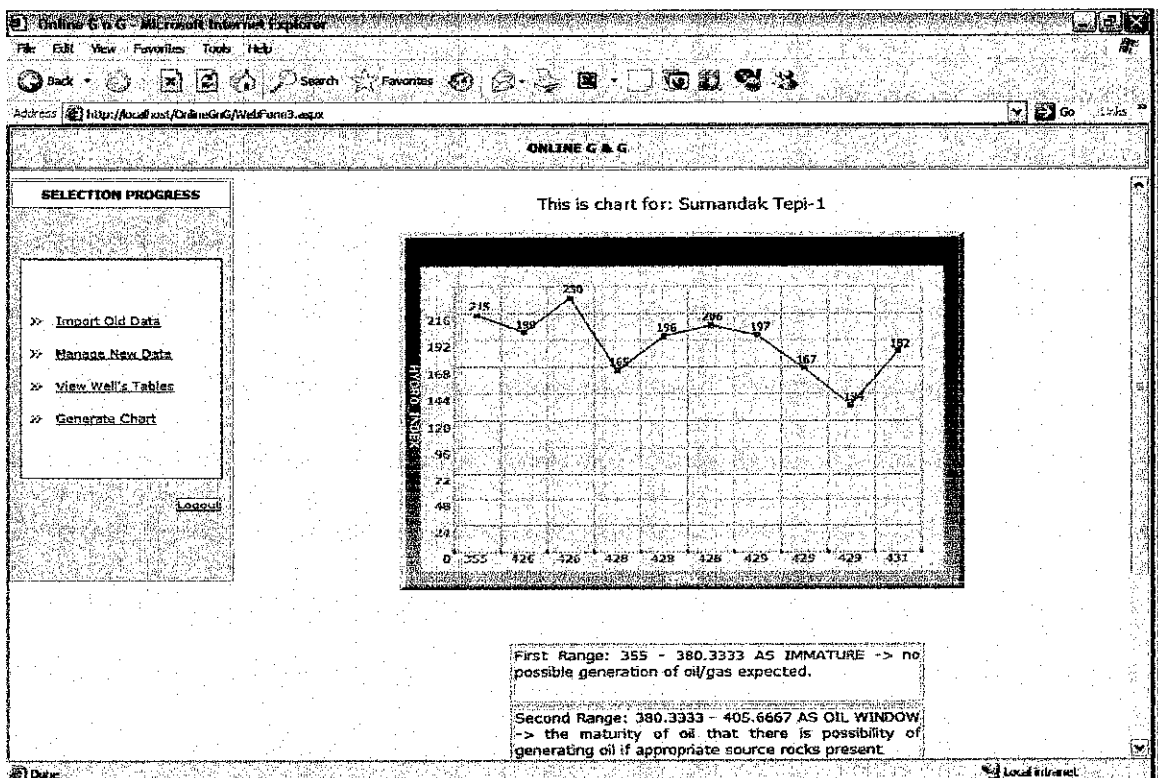 Online G n G - Microsoft Internet Explorer
File Edit View Favorites Tools Help
Back Search Favorites
Address http://localhost/OnlineGnG/WebForm3.aspx Go Links
ONLINE G & G
SELECTION PROGRESS
» Import Old Data
» Manage New Data
» View Well's Tables
» Generate Chart
Logout
This is chart for: Sumandak Tepi-1
HYDRO_INDEX
216
192
168
144
120
96
72
48
24
0
215 199 230 165 196 206 197 167 134 182
355 426 426 428 428 428 429 429 429 431
First Range: 355 - 380.3333 AS IMMATURE -> no
possible generation of oil/gas expected.
Second Range: 380.3333 - 405.6667 AS OIL WINDOW
-> the maturity of oil that there is possibility of
generating oil if appropriate source rocks present
Done
Local intranet